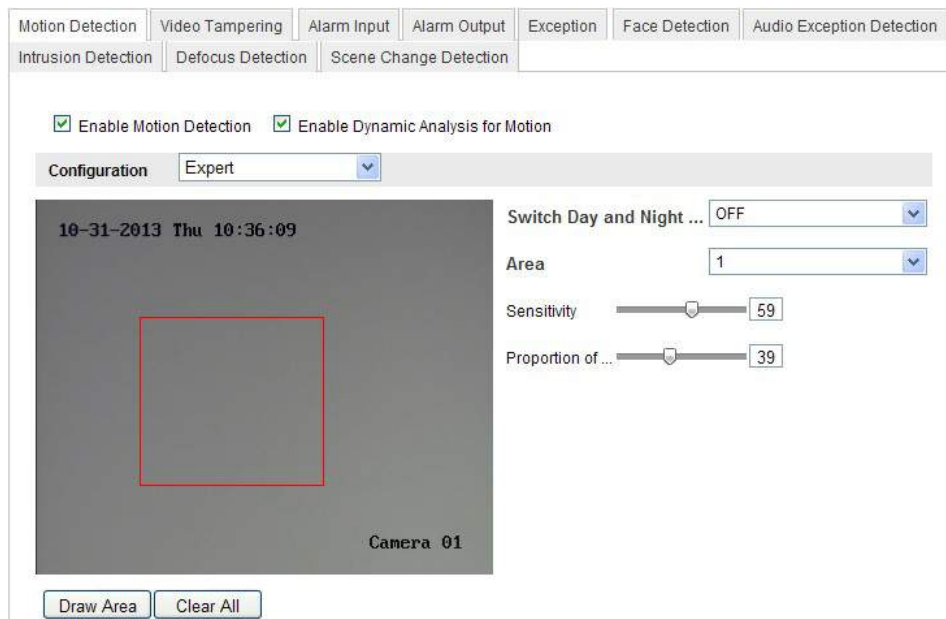 Motion Detection Video Tampering Alarm Input Alarm Output Exception Face Detection Audio Exception Detection
Intrusion Detection Defocus Detection Scene Change Detection
Enable Motion Detection Enable Dynamic Analysis for Motion
Configuration Expert
10-31-2013 Thu 10:36:09
Camera 01
Switch Day and Night ... OFF
Area 1
Sensitivity 59
Proportion of ... 39
Draw Area Clear All